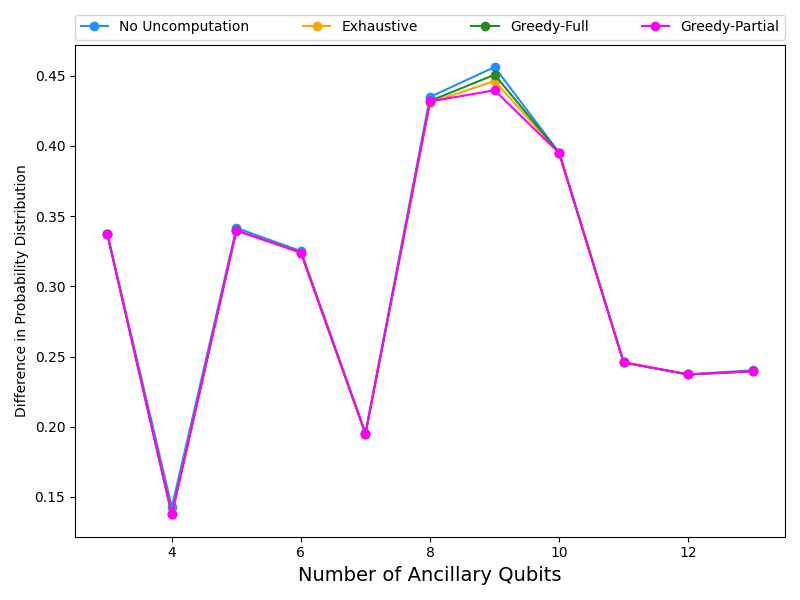 No Uncomputation Exhaustive Greedy-Full Greedy-Partial
0.45
0.40
0.35
0.30
0.25
0.20
0.15
Difference in Probability Distribution
4 6 8 10 12
Number of Ancillary Qubits